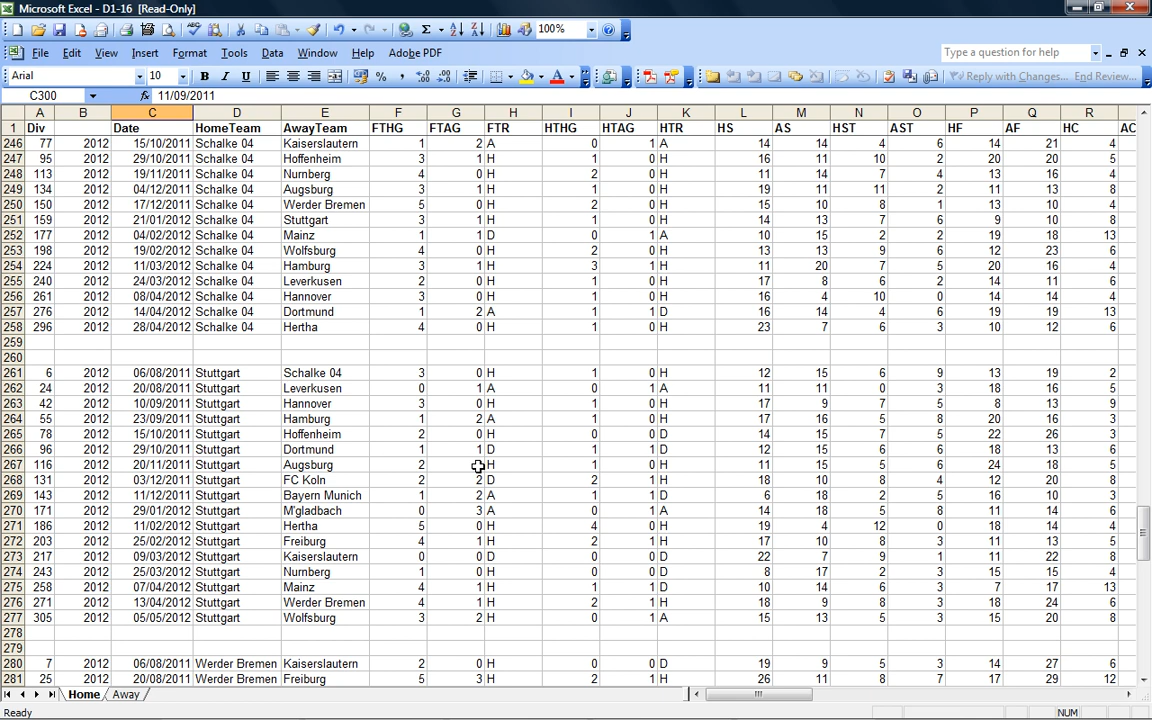 Microsoft Excel - D1-16 [Read-Only]
File Edit View Insert Format Tools Data Window Help Adobe PDF Type a question for help
Arial 10 B I U 100% Reply with Changes... End Review...
C300 fx 11/09/2011
A B C D E F G H I J K L M N O P Q R
1 Div Date HomeTeam AwayTeam FTHG FTAG FTR HTHG HTAG HTR HS AS HST AST HF AF HC AC
246 77 2012 15/10/2011 Schalke 04 Kaiserslautern 1 2 A 0 1 A 14 14 4 6 14 21 4
247 95 2012 29/10/2011 Schalke 04 Hoffenheim 3 1 H 1 0 H 16 11 10 2 20 20 5
248 113 2012 19/11/2011 Schalke 04 Nurnberg 4 0 H 2 0 H 11 14 7 4 13 16 4
249 134 2012 04/12/2011 Schalke 04 Augsburg 3 1 H 1 0 H 19 11 11 2 11 13 8
250 150 2012 17/12/2011 Schalke 04 Werder Bremen 5 0 H 2 0 H 15 10 8 1 13 10 4
251 159 2012 21/01/2012 Schalke 04 Stuttgart 3 1 H 1 0 H 14 13 7 6 9 10 8
252 177 2012 04/02/2012 Schalke 04 Mainz 1 1 D 0 1 A 10 15 2 2 19 18 13
253 198 2012 19/02/2012 Schalke 04 Wolfsburg 4 0 H 2 0 H 13 13 9 6 12 23 6
254 224 2012 11/03/2012 Schalke 04 Hamburg 3 1 H 3 1 H 11 20 7 5 20 16 4
255 240 2012 24/03/2012 Schalke 04 Leverkusen 2 0 H 1 0 H 17 8 6 2 14 11 6
256 261 2012 08/04/2012 Schalke 04 Hannover 3 0 H 1 0 H 16 4 10 0 14 14 4
257 276 2012 14/04/2012 Schalke 04 Dortmund 1 2 A 1 1 D 16 14 4 6 19 19 13
258 296 2012 28/04/2012 Schalke 04 Hertha 4 0 H 1 0 H 23 7 6 3 10 12 6
259
260
261 6 2012 06/08/2011 Stuttgart Schalke 04 3 0 H 1 0 H 12 15 6 9 13 19 2
262 24 2012 20/08/2011 Stuttgart Leverkusen 0 1 A 0 1 A 11 11 0 3 18 16 5
263 42 2012 10/09/2011 Stuttgart Hannover 3 0 H 1 0 H 17 9 7 5 8 13 9
264 55 2012 23/09/2011 Stuttgart Hamburg 1 2 A 1 0 H 17 16 5 8 20 16 3
265 78 2012 15/10/2011 Stuttgart Hoffenheim 2 0 H 0 0 D 14 15 7 5 22 26 3
266 96 2012 29/10/2011 Stuttgart Dortmund 1 1 D 1 1 D 12 15 6 6 18 13 6
267 116 2012 20/11/2011 Stuttgart Augsburg 2 H 1 0 H 11 15 5 6 24 18 5
268 131 2012 03/12/2011 Stuttgart FC Koln 2 2 D 2 1 H 18 10 8 4 12 20 8
269 143 2012 11/12/2011 Stuttgart Bayern Munich 1 2 A 1 1 D 6 18 2 5 16 10 3
270 171 2012 29/01/2012 Stuttgart M'gladbach 0 3 A 0 1 A 14 18 5 8 11 14 6
271 186 2012 11/02/2012 Stuttgart Hertha 5 0 H 4 0 H 19 4 12 0 18 14 4
272 203 2012 25/02/2012 Stuttgart Freiburg 4 1 H 2 1 H 17 10 8 3 11 13 5
273 217 2012 09/03/2012 Stuttgart Kaiserslautern 0 0 D 0 0 D 22 7 9 1 11 22 8
274 243 2012 25/03/2012 Stuttgart Nurnberg 1 0 H 0 0 D 8 17 2 3 15 15 4
275 258 2012 07/04/2012 Stuttgart Mainz 4 1 H 1 1 D 10 14 6 3 7 17 13
276 271 2012 13/04/2012 Stuttgart Werder Bremen 4 1 H 2 1 H 18 9 8 3 18 24 6
277 305 2012 05/05/2012 Stuttgart Wolfsburg 3 2 H 0 1 A 15 13 5 3 15 20 8
278
279
280 7 2012 06/08/2011 Werder Bremen Kaiserslautern 2 0 H 0 0 D 19 9 5 3 14 27 6
281 25 2012 20/08/2011 Werder Bremen Freiburg 5 3 H 2 1 H 26 11 8 7 17 29 12
Home Away
Ready NUM